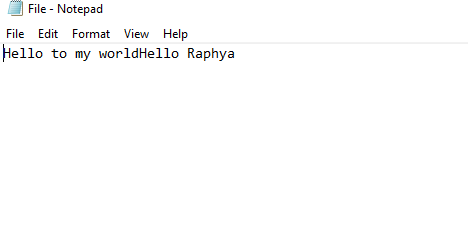 File - Notepad
File Edit Format View Help
Hello to my worldHello Raphya